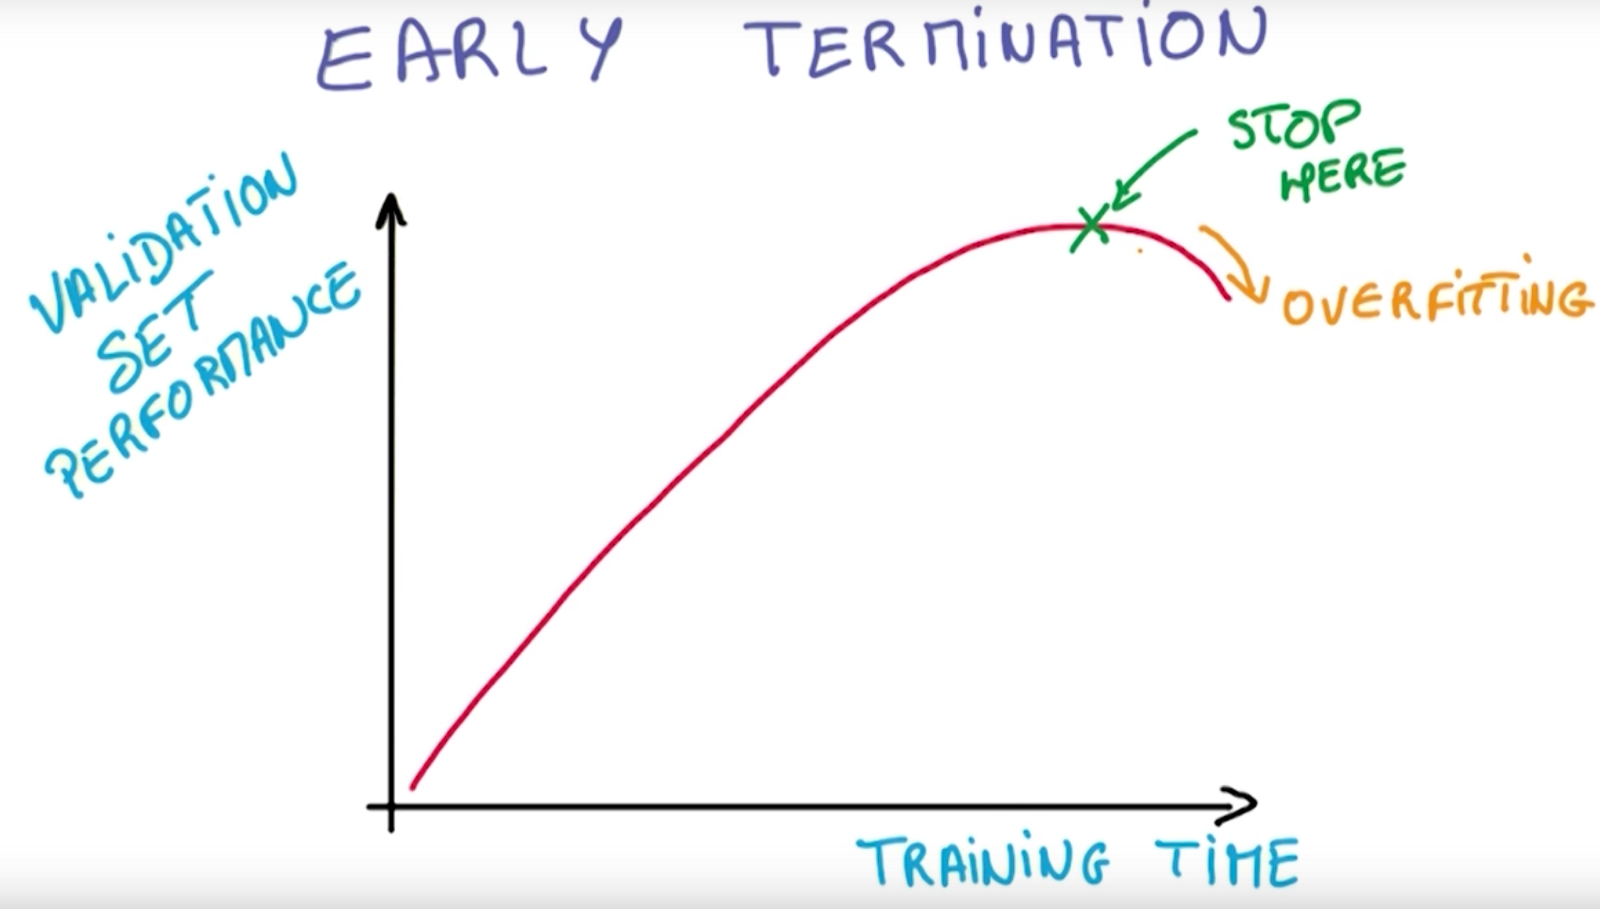 EARLY TERMINATION
STOP
HERE
VALIDATION
SET
PERFORMANCE
OVERFITTING
TRAINING TIME